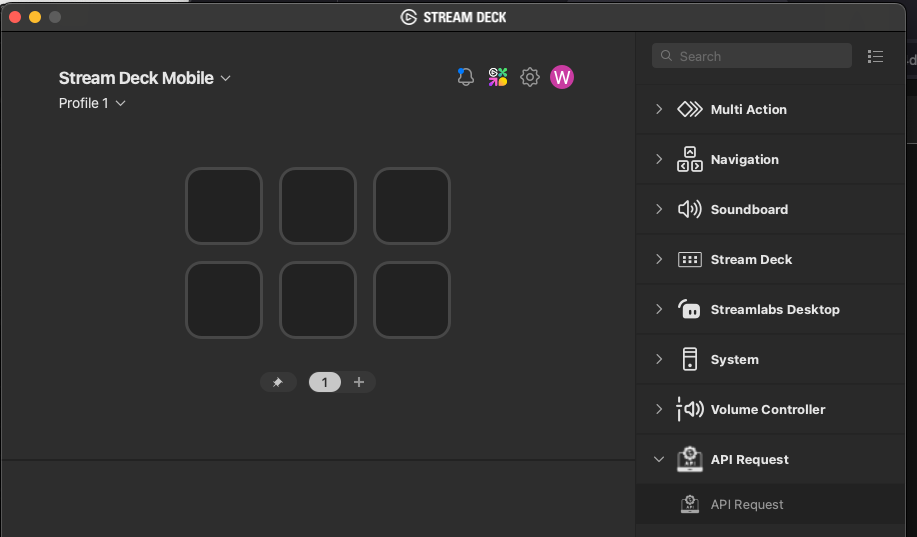 STREAM DECK
Stream Deck Mobile
Profile 1
W
1
Search
Multi Action
Navigation
Soundboard
Stream Deck
Streamlabs Desktop
System
Volume Controller
API Request
API Request